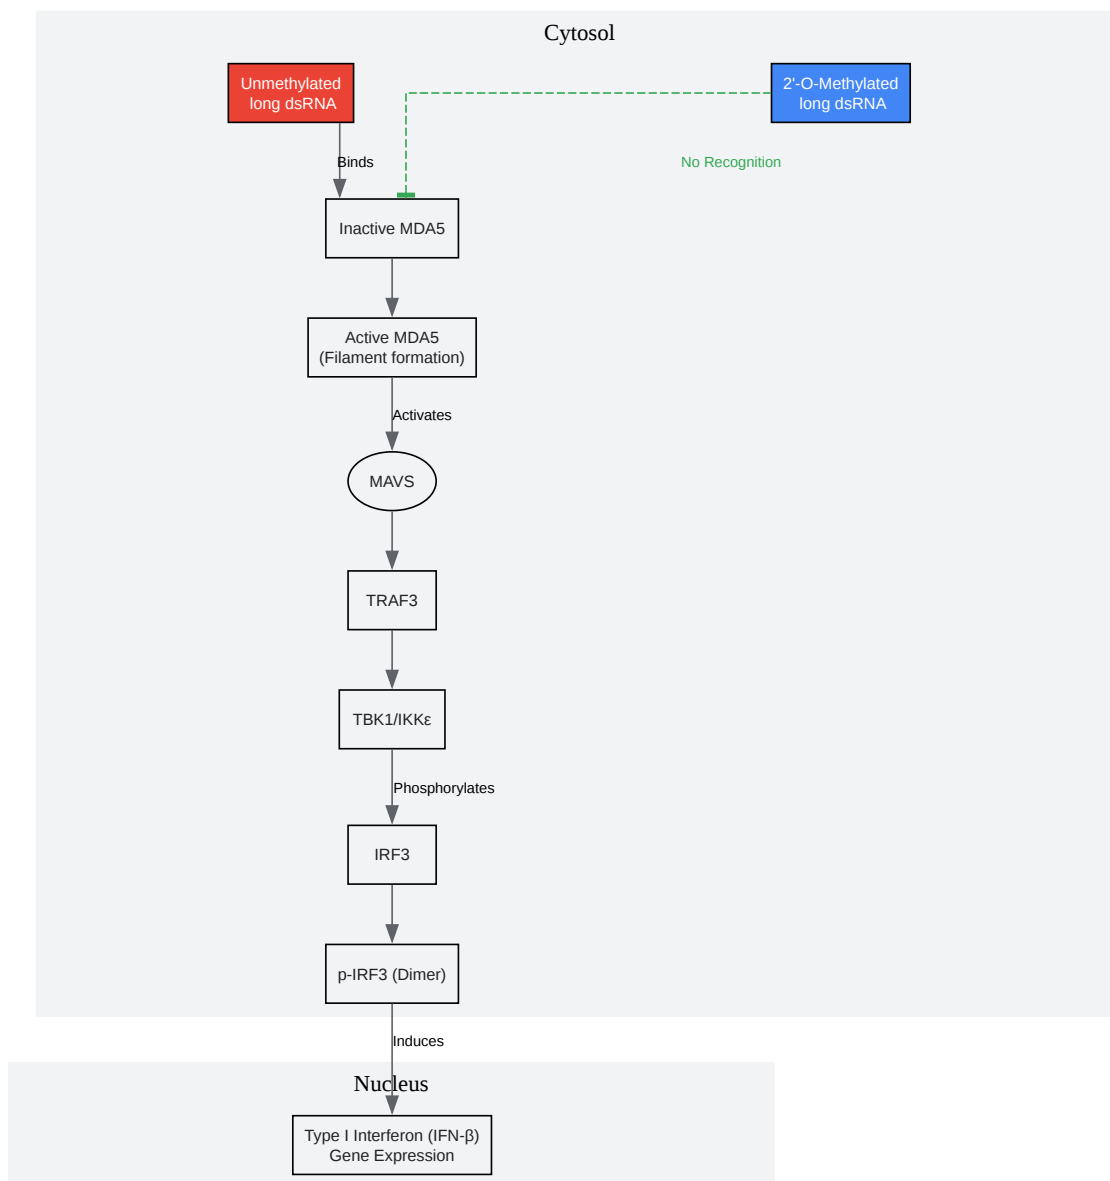 Cytosol
Unmethylated
long dsRNA
2'-O-Methylated
long dsRNA
Binds
No Recognition
Inactive MDA5
Active MDA5
(Filament formation)
Activates
MAVS
TRAF3
TBK1/IKKε
Phosphorylates
IRF3
p-IRF3 (Dimer)
Induces
Nucleus
Type I Interferon (IFN-β)
Gene Expression